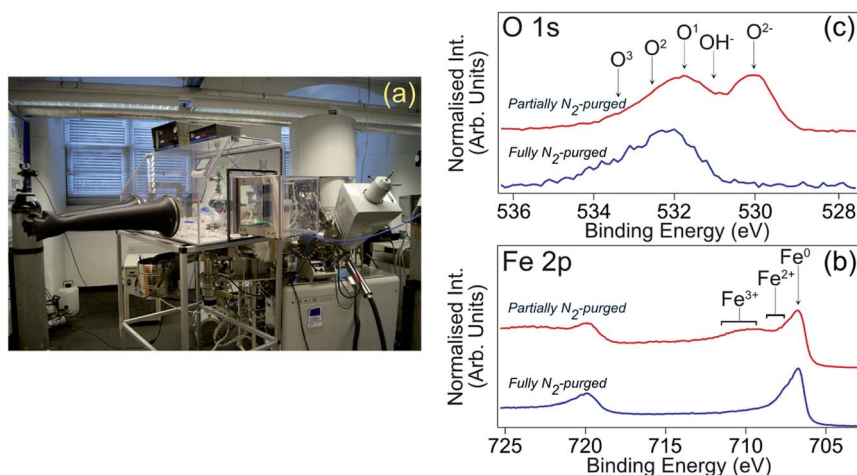 (a)
O 1s
(c)
O³
O²
O¹
OH⁻
O²⁻
Partially N₂-purged
Fully N₂-purged
Normalised Int.
(Arb. Units)
536
534
532
530
528
Binding Energy (eV)
Fe 2p
(b)
Fe³⁺
Fe²⁺
Fe⁰
Partially N₂-purged
Fully N₂-purged
Normalised Int.
(Arb. Units)
725
720
715
710
705
Binding Energy (eV)